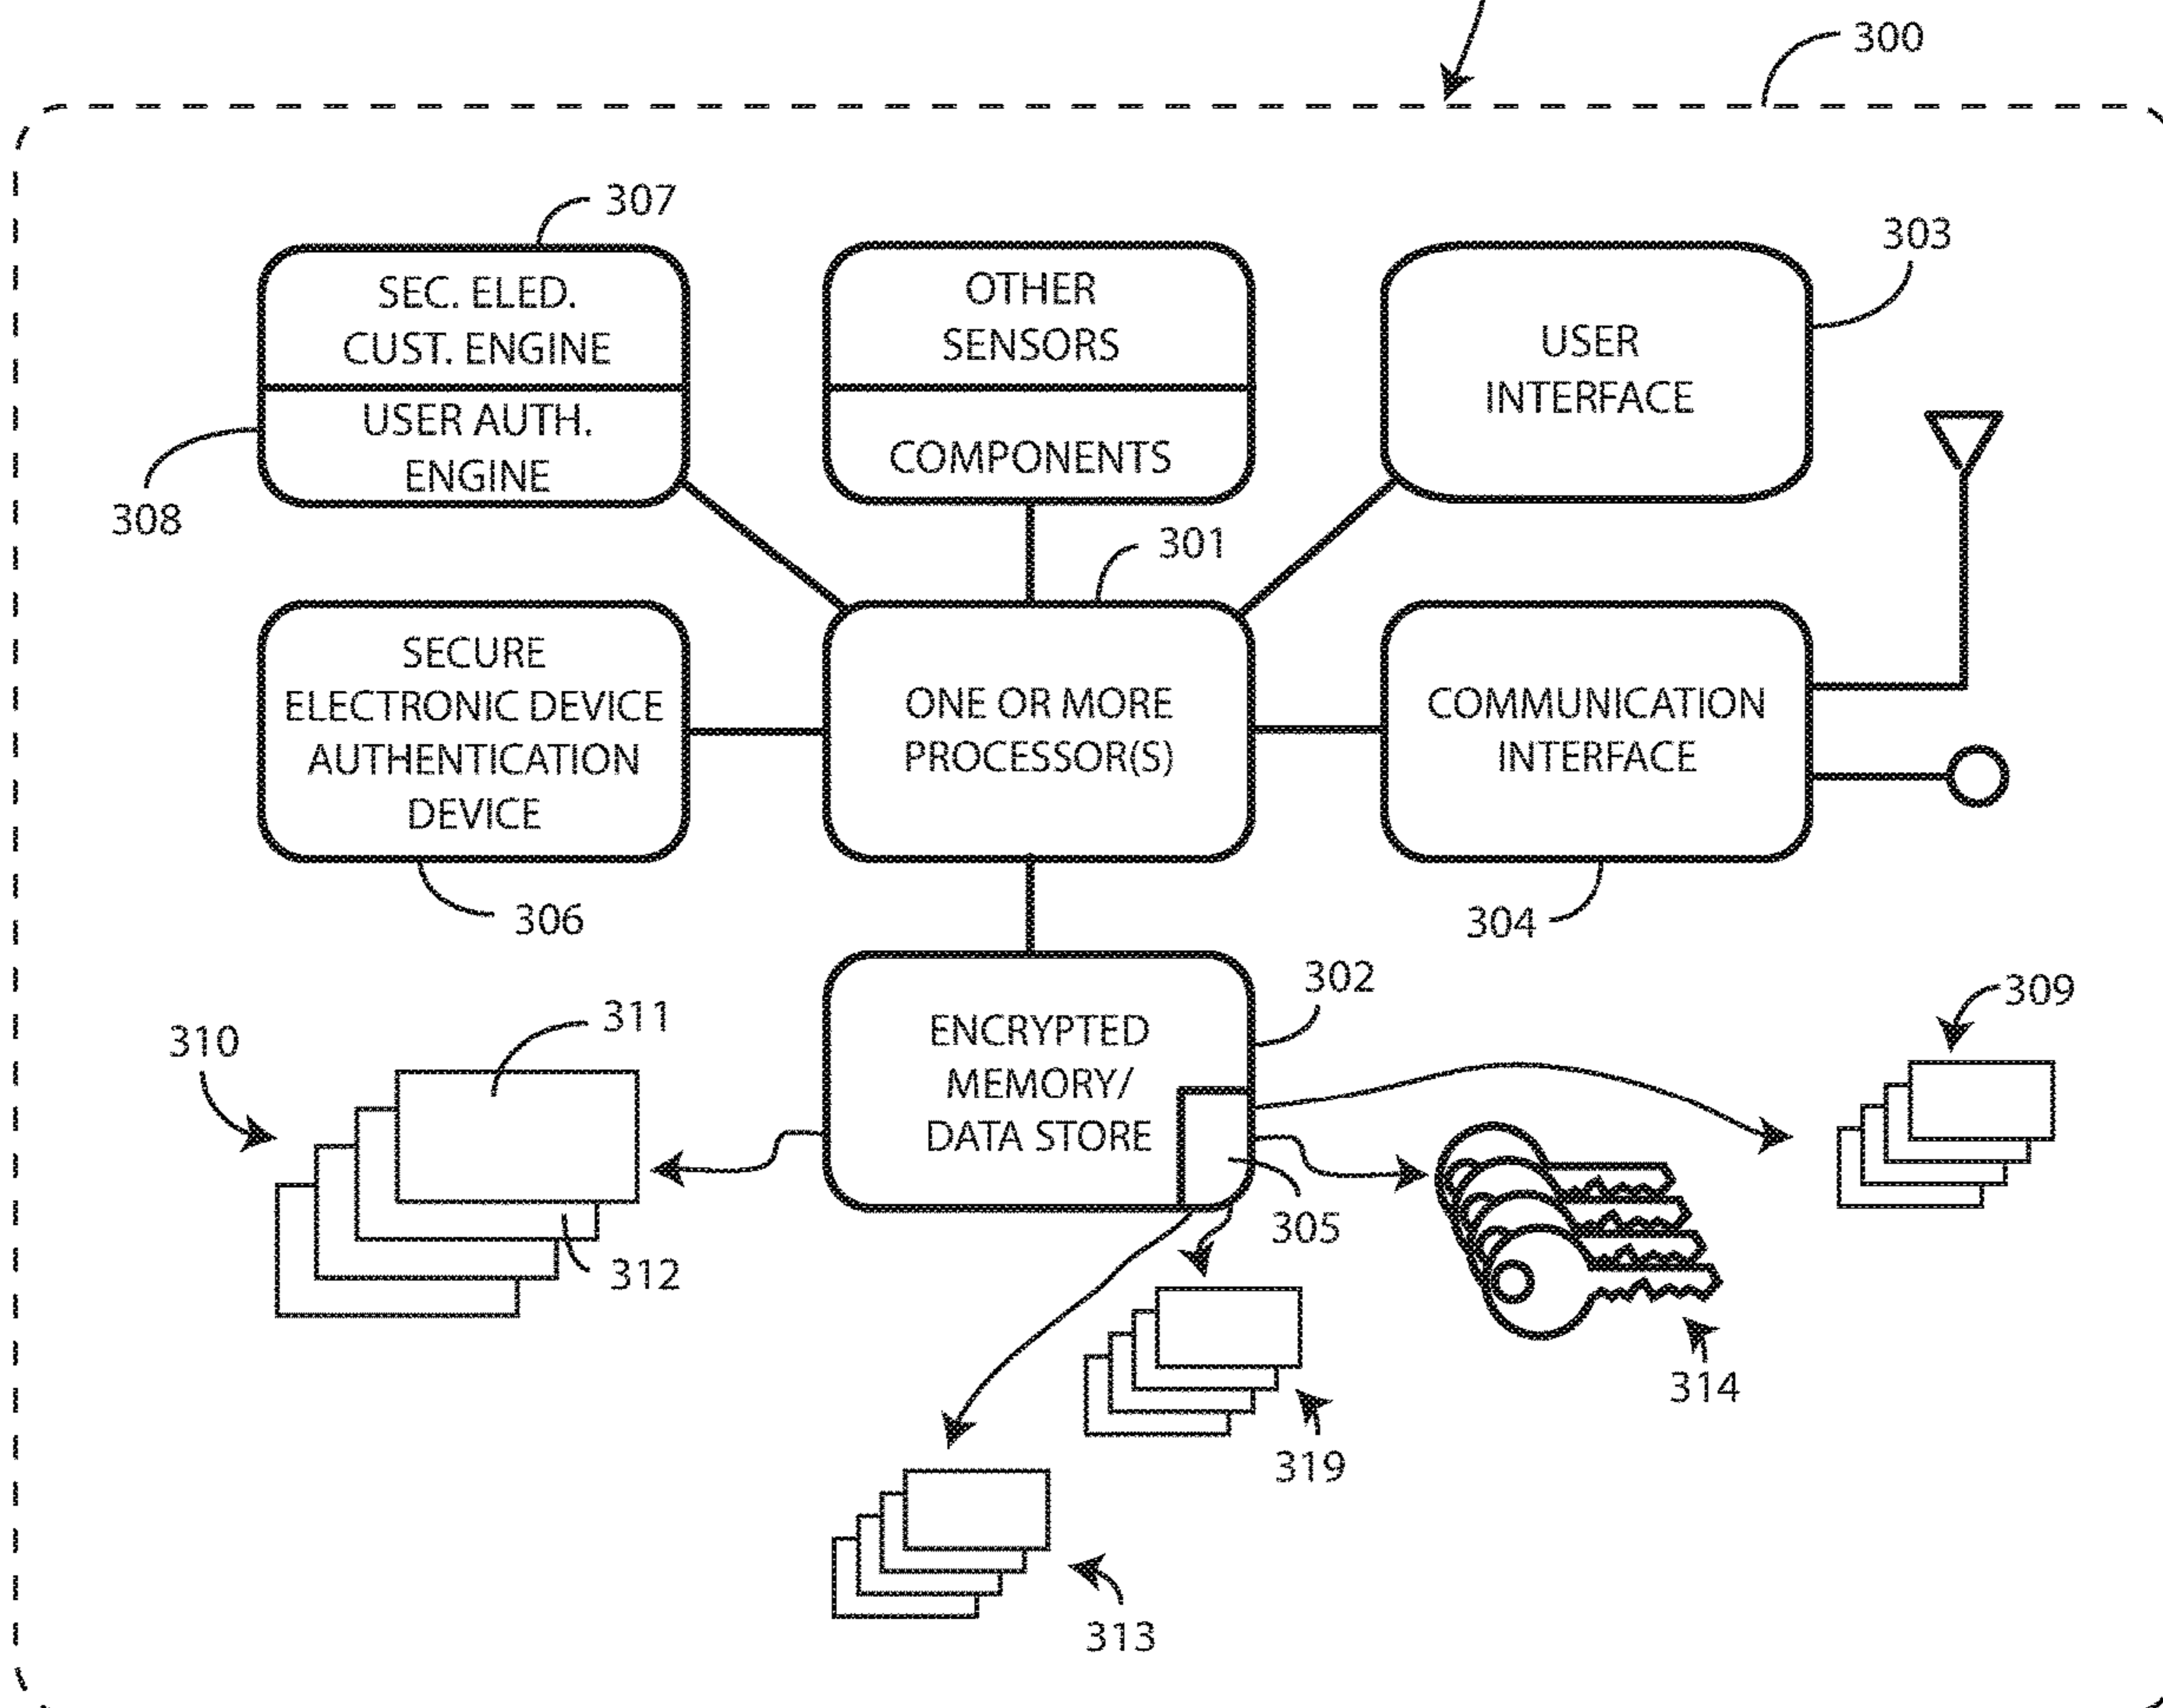 300
307
303
SEC. ELED.
CUST. ENGINE
OTHER
SENSORS
USER
INTERFACE
USER AUTH.
ENGINE
COMPONENTS
308
301
SECURE
ELECTRONIC DEVICE
AUTHENTICATION
DEVICE
ONE OR MORE
PROCESSOR(S)
COMMUNICATION
INTERFACE
306
304
302
309
310
311
ENCRYPTED
MEMORY/
DATA STORE
312
305
314
319
313